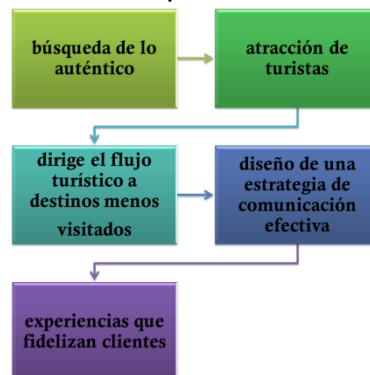 búsqueda de lo
auténtico
atracción de
turistas
dirige el flujo
turístico a
destinos menos
visitados
diseño de una
estrategia de
comunicación
efectiva
experiencias que
fidelizan clientes